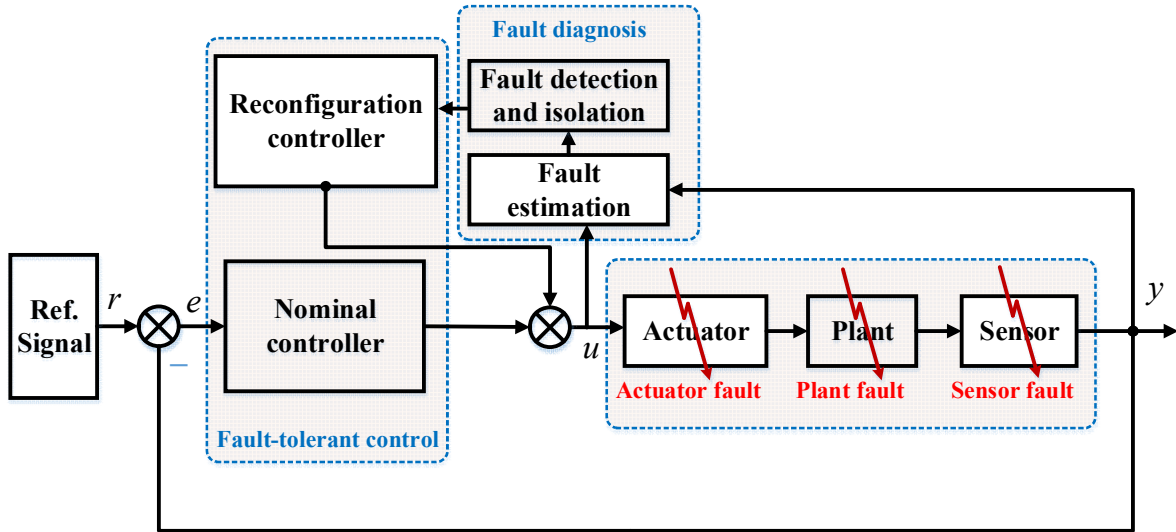 Fault diagnosis
Fault detection
and isolation
Reconfiguration
controller
Fault
estimation
Ref.
Signal
r
e
−
Nominal
controller
u
Actuator
Plant
Sensor
y
Actuator fault
Plant fault
Sensor fault
Fault-tolerant control